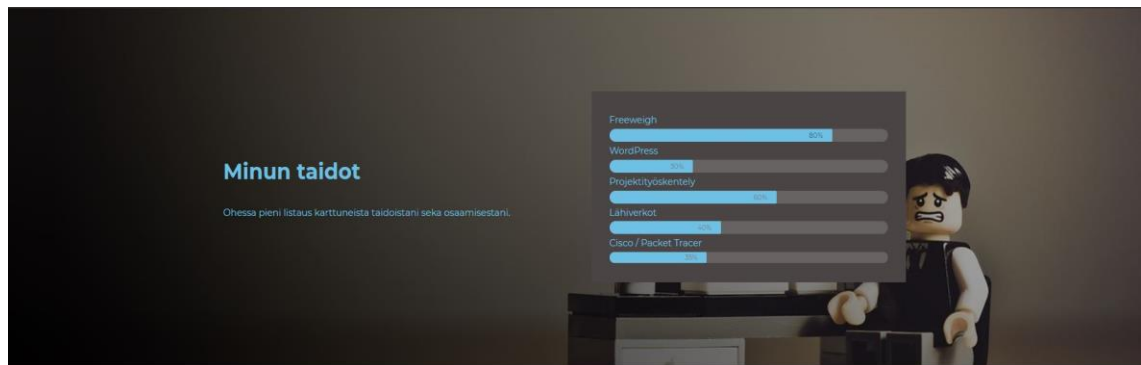 Minun taidot
Ohessa pieni listaus karttuneista taidoistani seka osaamisestani.
Freeweigh
80%
WordPress
30%
Projektityöskentely
60%
Lähiverkot
40%
Cisco / Packet Tracer
35%